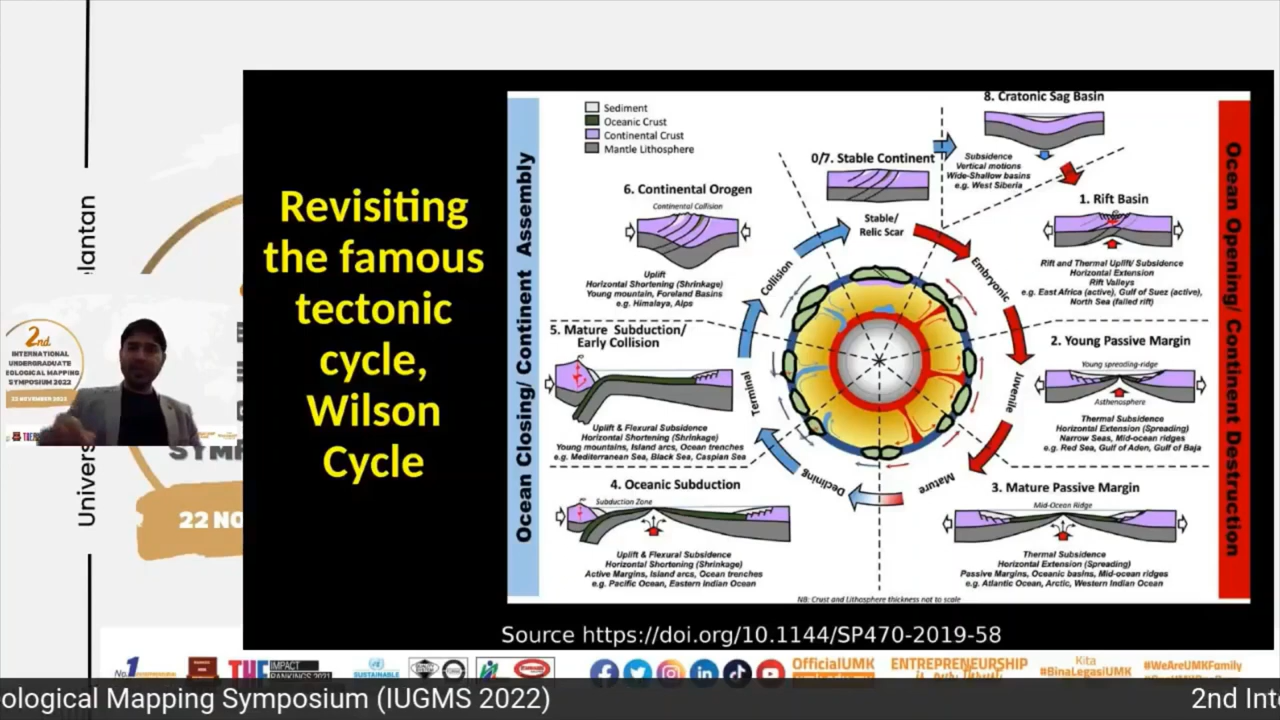 Revisiting
the famous
tectonic
cycle,
Wilson
Cycle
Ocean Closing/ Continent Assembly
Sediment
Oceanic Crust
Continental Crust
Mantle Lithosphere
0/7. Stable Continent
Stable/
Relic Scar
8. Cratonic Sag Basin
Subsidence
Vertical motions
Wide-Shallow basins
e.g. West Siberia
1. Rift Basin
Rift and Thermal Uplift/ Subsidence
Horizontal Extension
Rift Valleys
e.g. East Africa (active), Gulf of Suez (active),
North Sea (failed rift)
Embryonic
2. Young Passive Margin
Young spreading-ridge
Asthenosphere
Thermal Subsidence
Horizontal Extension (Spreading)
Narrow Seas, Mid-ocean ridges
e.g. Red Sea, Gulf of Aden, Gulf of Baja
Juvenile
3. Mature Passive Margin
Mid-Ocean Ridge
Thermal Subsidence
Horizontal Extension (Spreading)
Passive Margins, Oceanic basins, Mid-ocean ridges
e.g. Atlantic Ocean, Arctic, Western Indian Ocean
Mature
4. Oceanic Subduction
Subduction Zone
Uplift & Flexural Subsidence
Horizontal Shortening (Shrinkage)
Active Margins, Island arcs, Ocean trenches
e.g. Pacific Ocean, Eastern Indian Ocean
Declining
5. Mature Subduction/
Early Collision
Uplift & Flexural Subsidence
Horizontal Shortening (Shrinkage)
Young mountains, Island arcs, Ocean trenches
e.g. Mediterranean Sea, Black Sea, Caspian Sea
Terminal
6. Continental Orogen
Continental Collision
Uplift
Horizontal Shortening (Shrinkage)
Young mountain, Foreland Basins
e.g. Himalaya, Alps
Collision
Ocean Opening/ Continent Destruction
NB: Crust and Lithosphere thickness not to scale
Source https://doi.org/10.1144/SP470-2019-58
2nd
INTERNATIONAL
UNDERGRADUATE
EOLOGICAL MAPPING
SYMPOSIUM 2022
22 NOVEMBER 2022
lantan
Univers
SYM
22 NO
No.1
THE IMPACT
RANKINGS 2021
SUSTAINABLE
OfficialUMK
ENTREPRENEURSHIP
Kita
#BinaLegasiUMK
#WeAreUMKFamily
eological Mapping Symposium (IUGMS 2022)
2nd Int